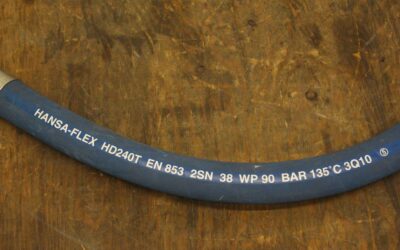 HANSA-FLEX HD240T EN 853 2SN 38 WP 90 BAR 135°C 3Q10 Ⓢ